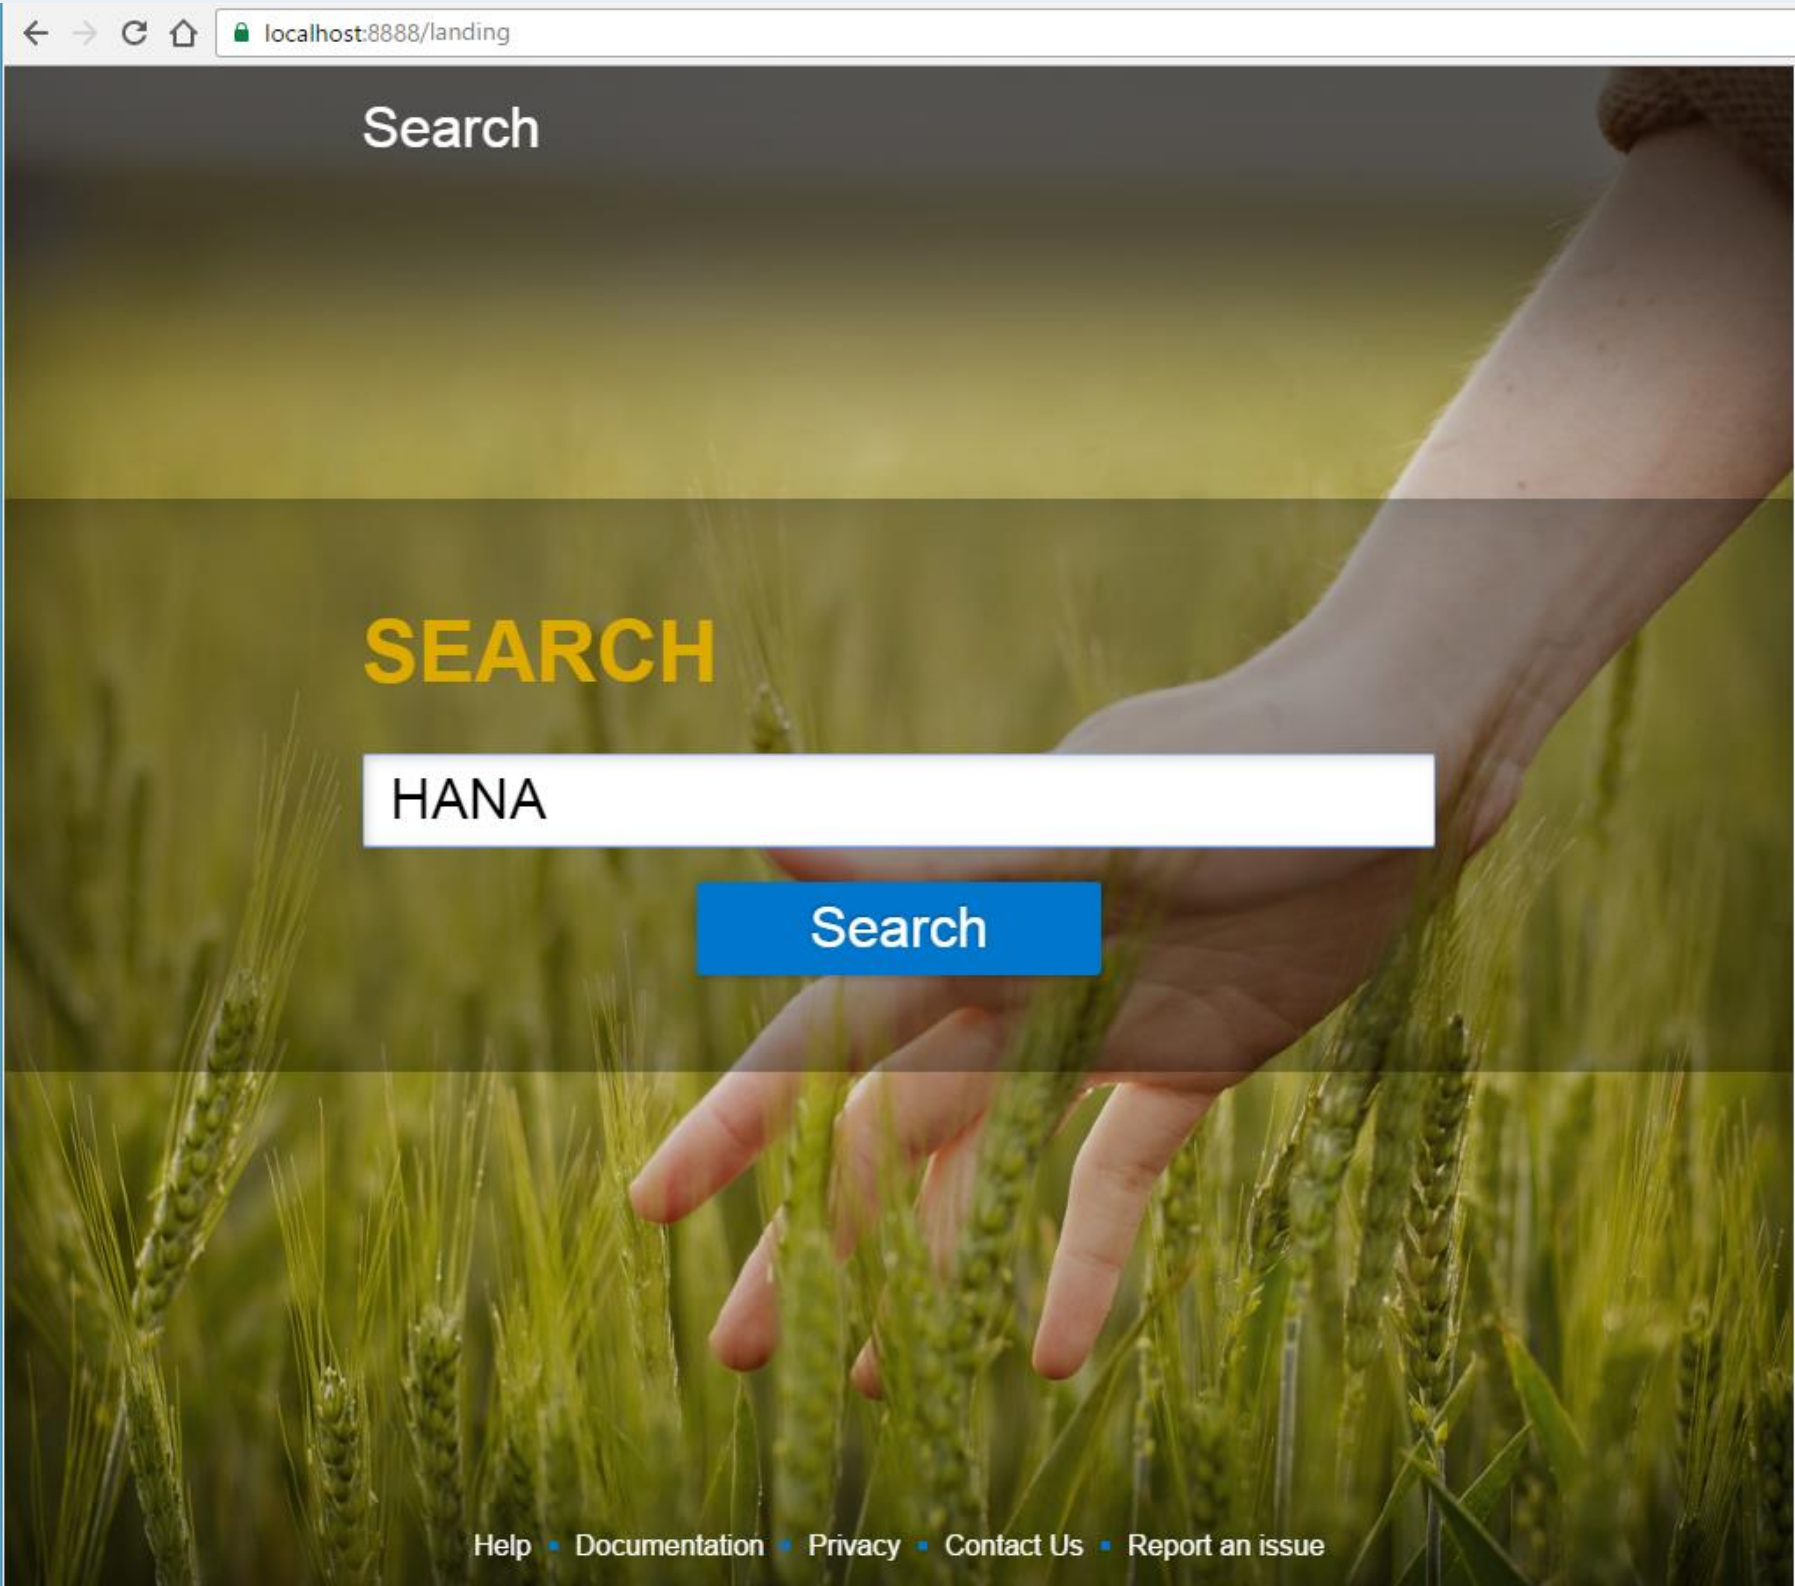 localhost:8888/landing
Search
SEARCH
HANA
Search
Help ▪ Documentation ▪ Privacy ▪ Contact Us ▪ Report an issue